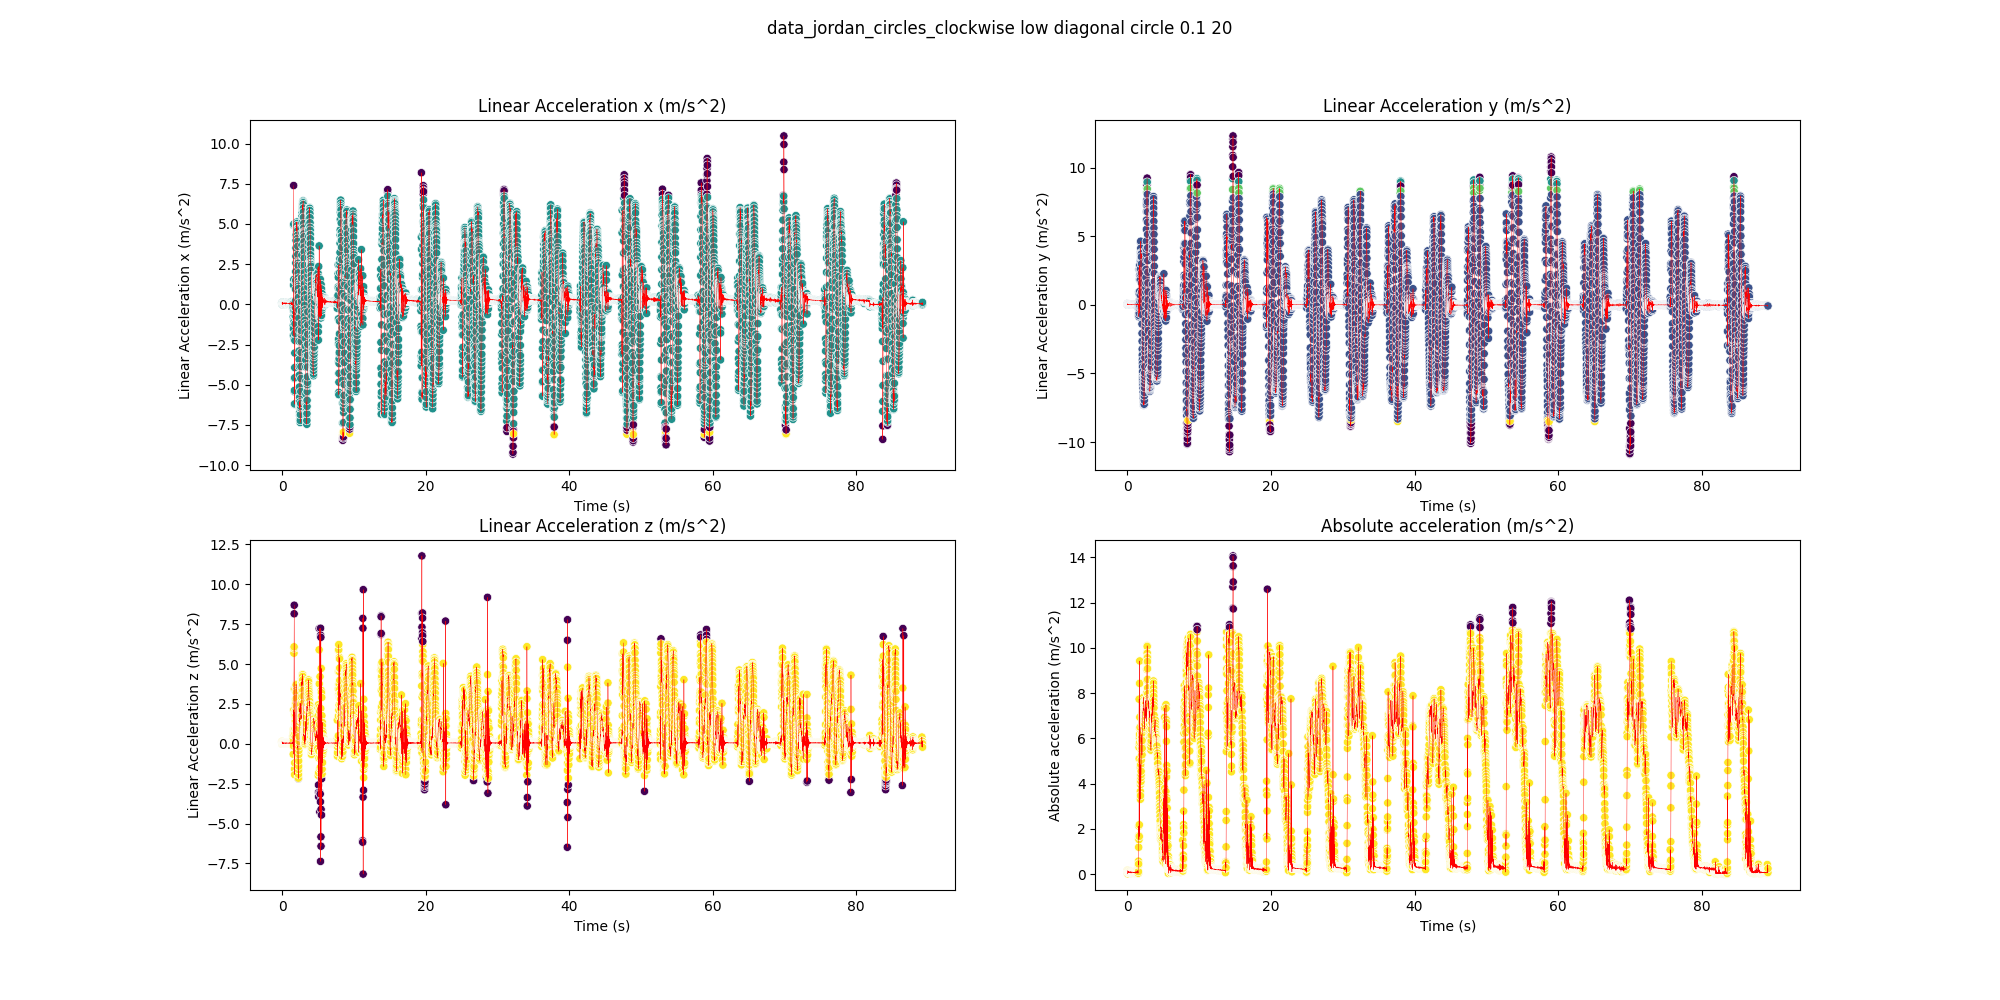 data_jordan_circles_clockwise low diagonal circle 0.1 20
Linear Acceleration x (m/s^2)
Linear Acceleration x (m/s^2)
10.0
7.5
5.0
2.5
0.0
−2.5
−5.0
−7.5
−10.0
0 20 40 60 80
Time (s)
Linear Acceleration y (m/s^2)
Linear Acceleration y (m/s^2)
10
5
0
−5
−10
0 20 40 60 80
Time (s)
Linear Acceleration z (m/s^2)
Linear Acceleration z (m/s^2)
12.5
10.0
7.5
5.0
2.5
0.0
−2.5
−5.0
−7.5
0 20 40 60 80
Time (s)
Absolute acceleration (m/s^2)
Absolute acceleration (m/s^2)
14
12
10
8
6
4
2
0
0 20 40 60 80
Time (s)